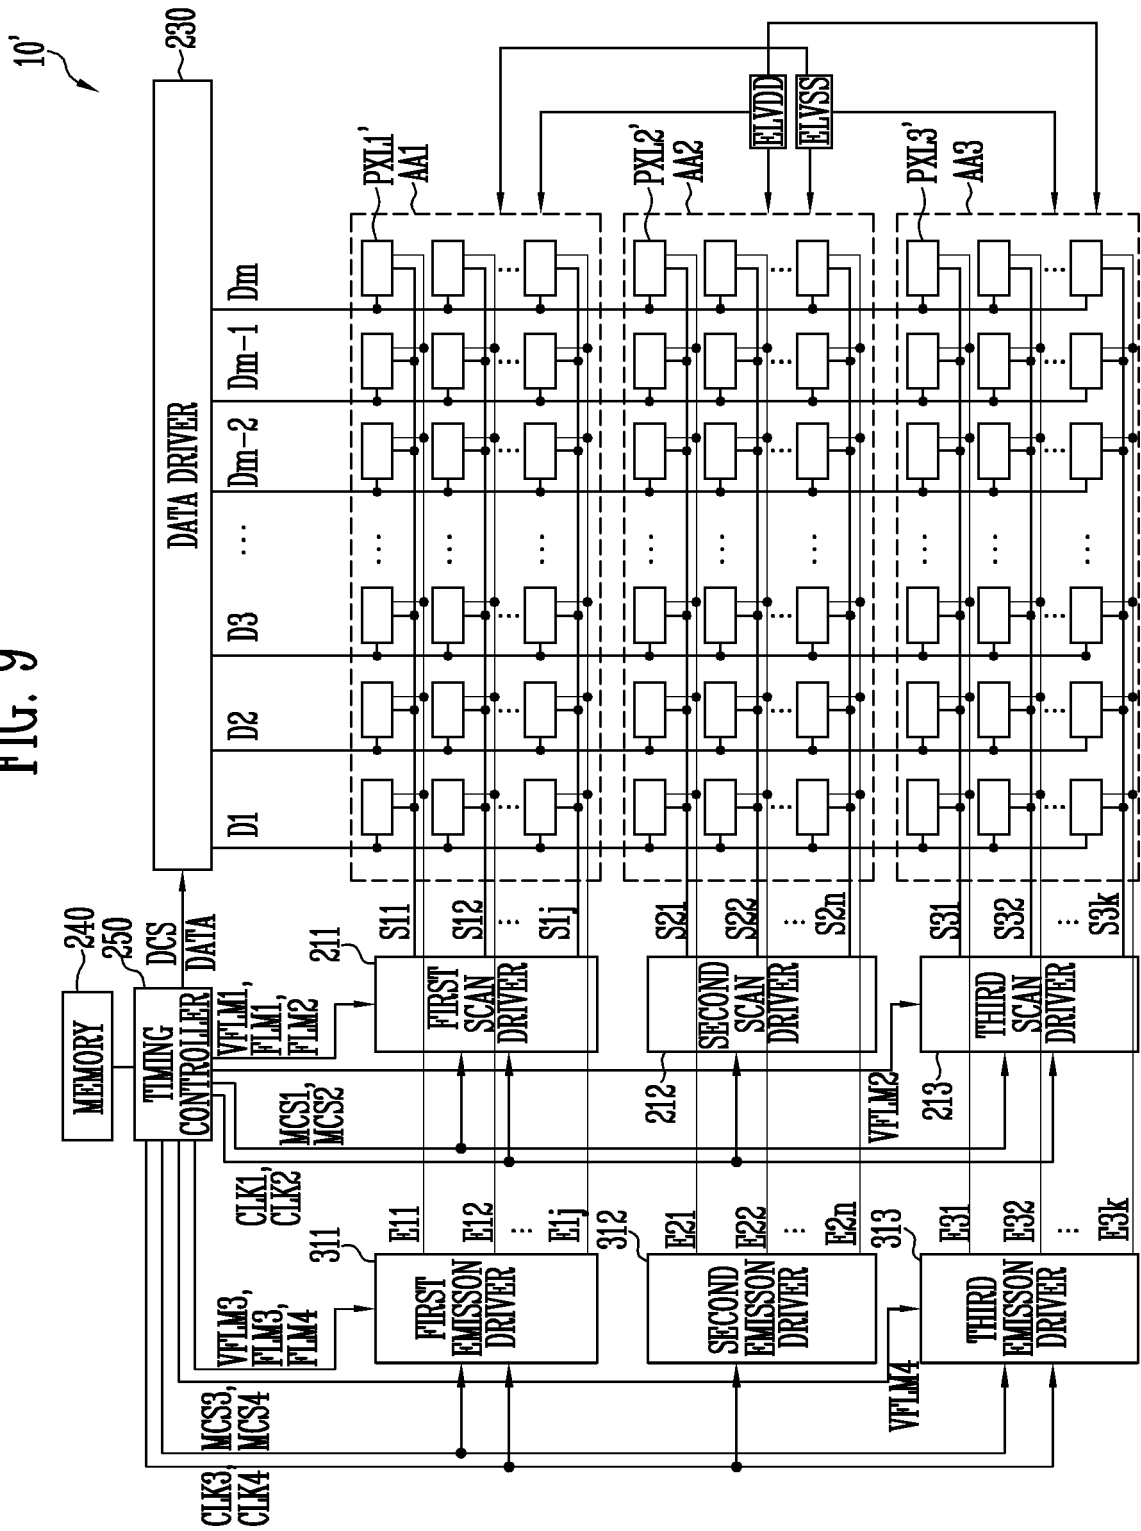 FIG. 9
10'
230
DATA DRIVER
240
MEMORY
250
TIMING
CONTROLLER
DCS
DATA
D1
D2
D3
...
Dm-2
Dm-1
Dm
VFLM1,
FLM1,
FLM2
MCS1,
MCS2
CLK1,
CLK2
VFLM2
VFLM3,
FLM3,
FLM4
MCS3,
MCS4
CLK3,
CLK4
VFLM4
211
FIRST
SCAN
DRIVER
S11
S12
...
S1j
212
SECOND
SCAN
DRIVER
S21
S22
...
S2n
213
THIRD
SCAN
DRIVER
S31
S32
...
S3k
311
FIRST
EMISSON
DRIVER
E11
E12
...
E1j
312
SECOND
EMISSON
DRIVER
E21
E22
...
E2n
313
THIRD
EMISSON
DRIVER
E31
E32
...
E3k
PXL1'
AA1
PXL2'
AA2
PXL3'
AA3
ELVDD
ELVSS